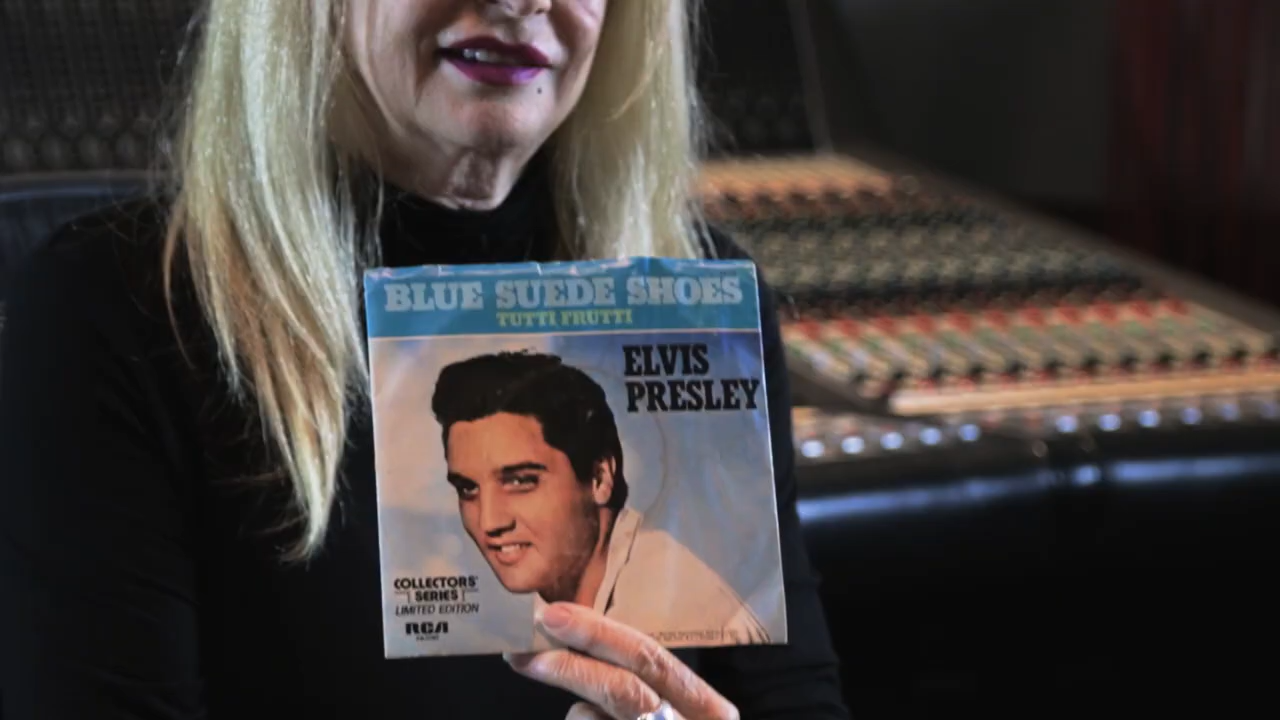 BLUE SUEDE SHOES
TUTTI FRUTTI
ELVIS
PRESLEY
COLLECTORS'
SERIES
LIMITED EDITION
RCA